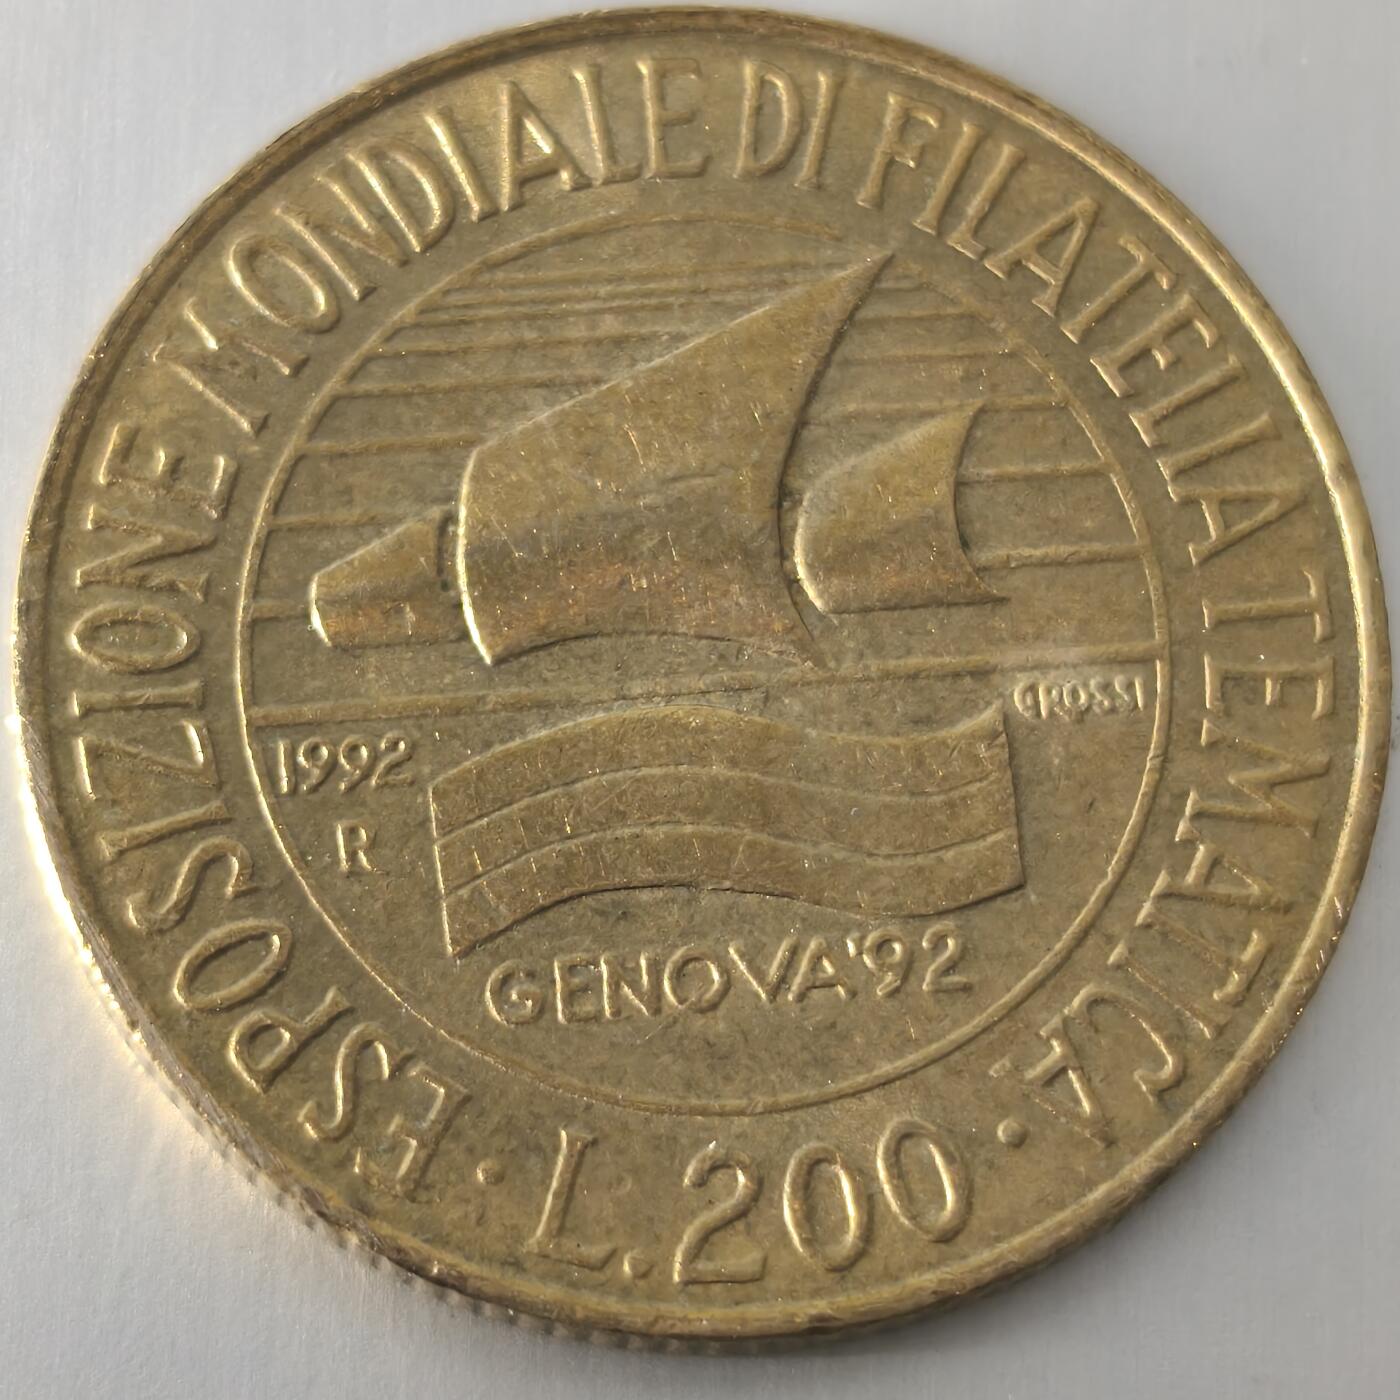 ESPOSIZIONE MONDIALE DI FILATELIA TEMATICA
GROSSI
1992
R
GENOVA '92
· L.200 ·